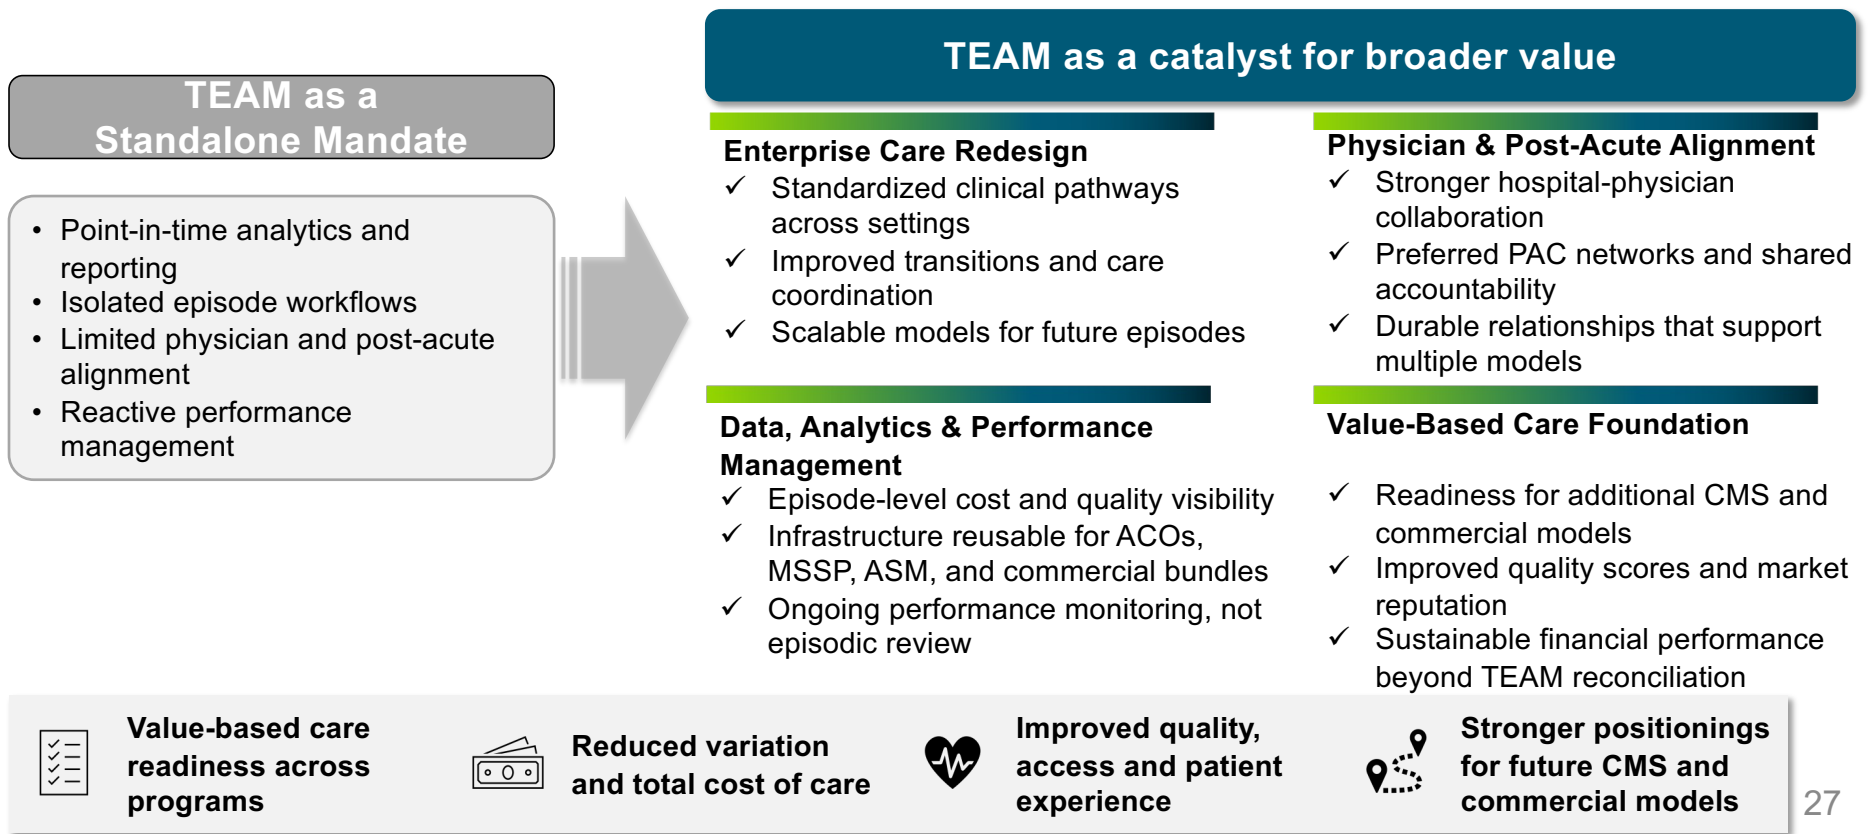 TEAM as a
Standalone Mandate
• Point-in-time analytics and
reporting
• Isolated episode workflows
• Limited physician and post-acute
alignment
• Reactive performance
management
TEAM as a catalyst for broader value
Enterprise Care Redesign
✓ Standardized clinical pathways
across settings
✓ Improved transitions and care
coordination
✓ Scalable models for future episodes
Physician & Post-Acute Alignment
✓ Stronger hospital-physician
collaboration
✓ Preferred PAC networks and shared
accountability
✓ Durable relationships that support
multiple models
Data, Analytics & Performance
Management
✓ Episode-level cost and quality visibility
✓ Infrastructure reusable for ACOs,
MSSP, ASM, and commercial bundles
✓ Ongoing performance monitoring, not
episodic review
Value-Based Care Foundation
✓ Readiness for additional CMS and
commercial models
✓ Improved quality scores and market
reputation
✓ Sustainable financial performance
beyond TEAM reconciliation
Value-based care
readiness across
programs
Reduced variation
and total cost of care
Improved quality,
access and patient
experience
Stronger positionings
for future CMS and
commercial models
27